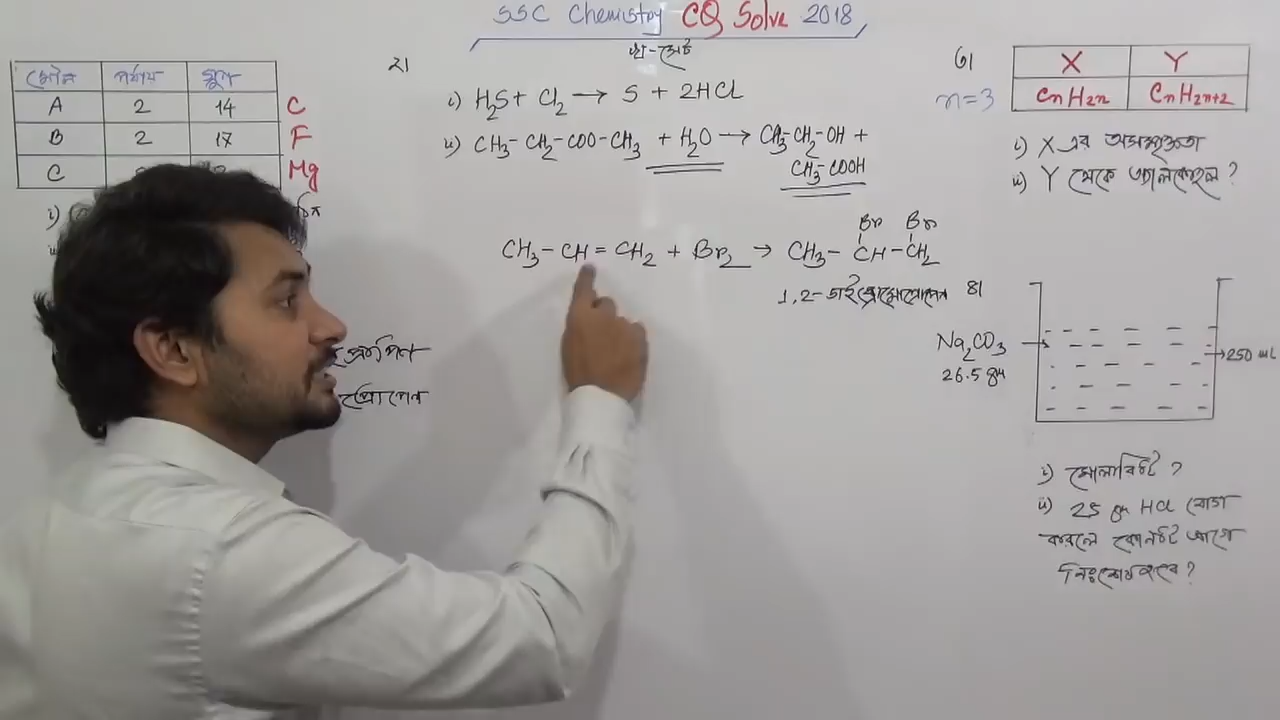 SSC Chemistry CQ Solve 2018
খ-সেট
মৌল পর্যায় গ্রুপ
A 2 14 C
B 2 17 F
C Mg
i)
২।
i) H₂S + Cl₂ → S + 2HCl
ii) CH₃-CH₂-COO-CH₃ + H₂O → CH₃-CH₂-OH +
CH₃-COOH
CH₃-CH=CH₂ + Br₂ → CH₃-CH-CH₂
Br Br
1,2-ডাইব্রোমোপ্রোপেন
প্রোপিন
প্রোপেন
৩।
X Y
n=3 CnH2n CnH2n+2
i) X এর অসম্পৃক্ততা
ii) Y থেকে অ্যালকোহল?
৪।
Na₂CO₃
26.5 gm
250 mL
i) মোলারিটি?
ii) 25 gm HCl যোগ
করলে কোনটি আগে
নিঃশেষ হবে?